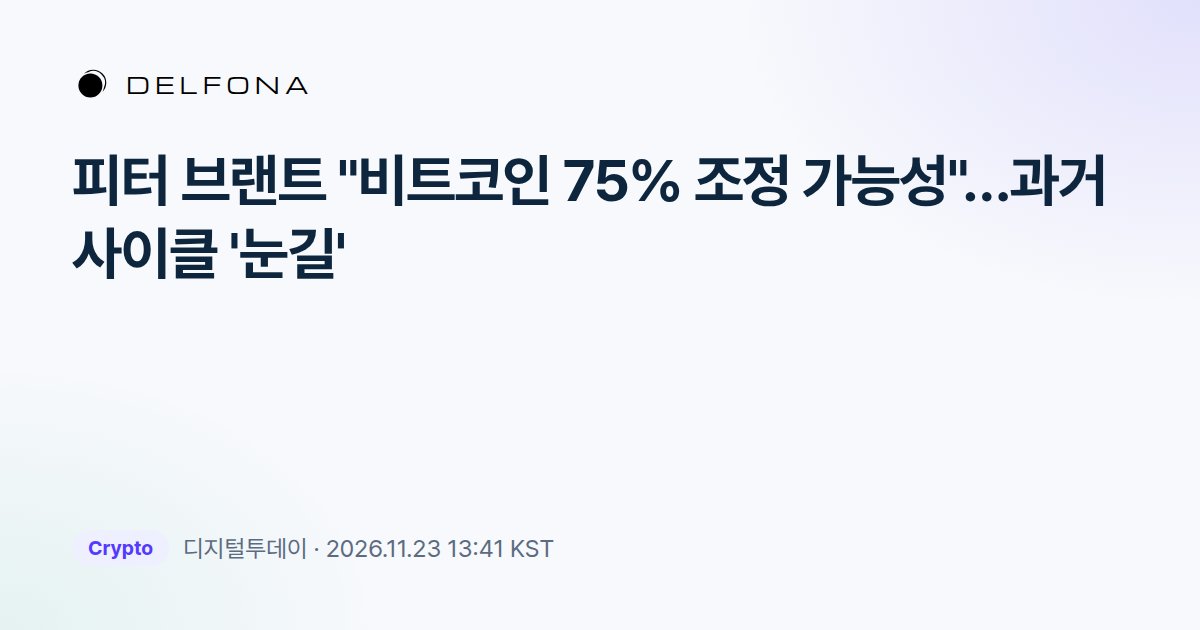 DELFONA
피터 브랜트 "비트코인 75% 조정 가능성"...과거
사이클 '눈길'
Crypto 디지털투데이 · 2026.11.23 13:41 KST